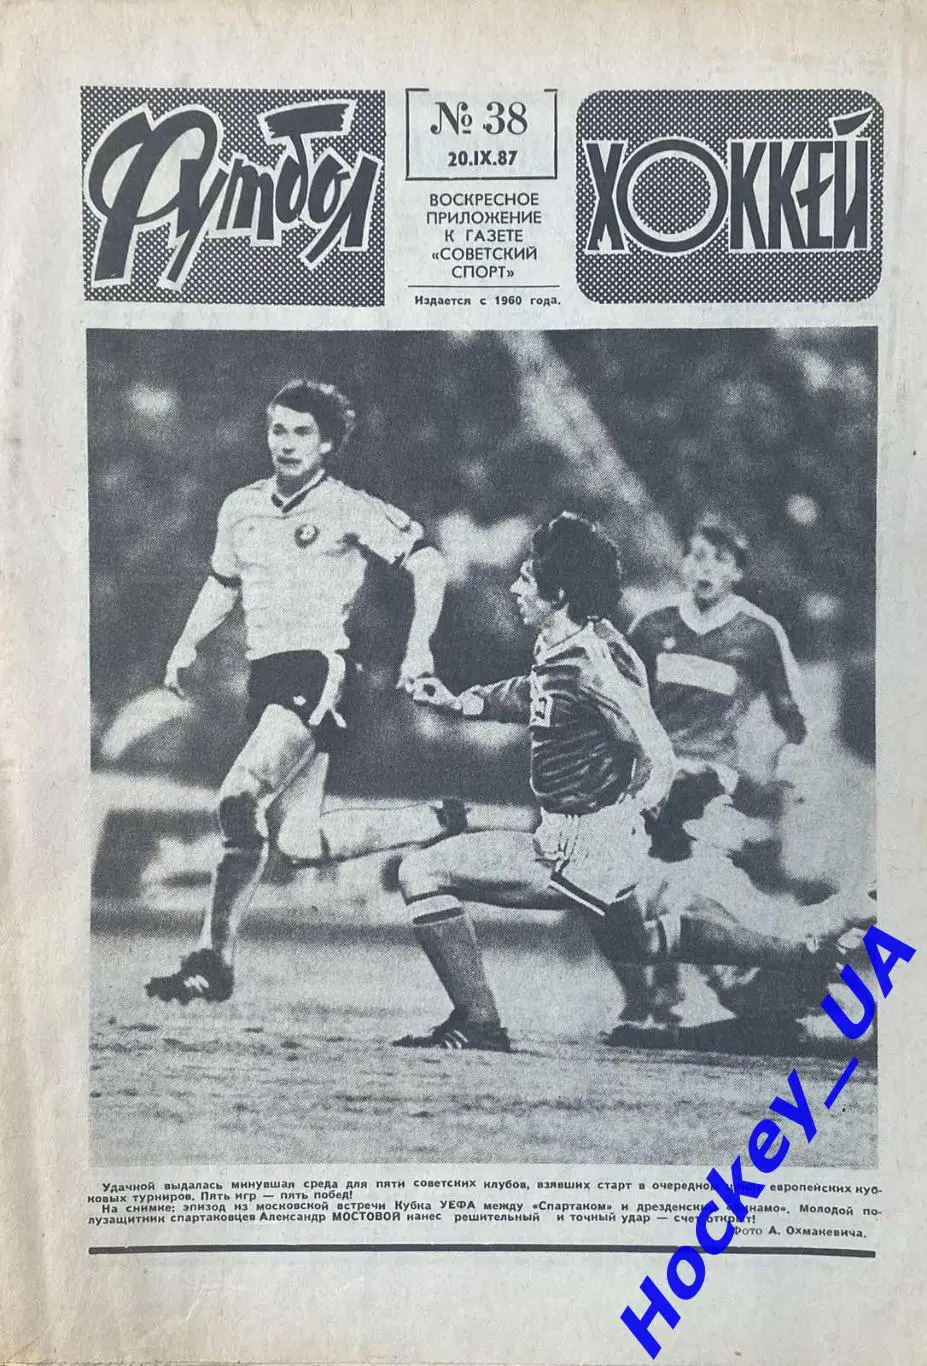 Футбол
№ 38
20.IX.87
ВОСКРЕСНОЕ
ПРИЛОЖЕНИЕ
К ГАЗЕТЕ
«СОВЕТСКИЙ
СПОРТ»
Издается с 1960 года.
ХОККЕЙ
Удачной выдалась минувшая среда для пяти советских клубов, взявших старт в очередном европейских куб-
ковых турниров. Пять игр — пять побед!
На снимке: эпизод из московской встречи Кубка УЕФА между «Спартаком» и дрезденским «Динамо». Молодой по-
лузащитник спартаковцев Александр МОСТОВОЙ нанес решительный и точный удар — счет открыт!
Фото А. Охмакевича.
Hockey_UA